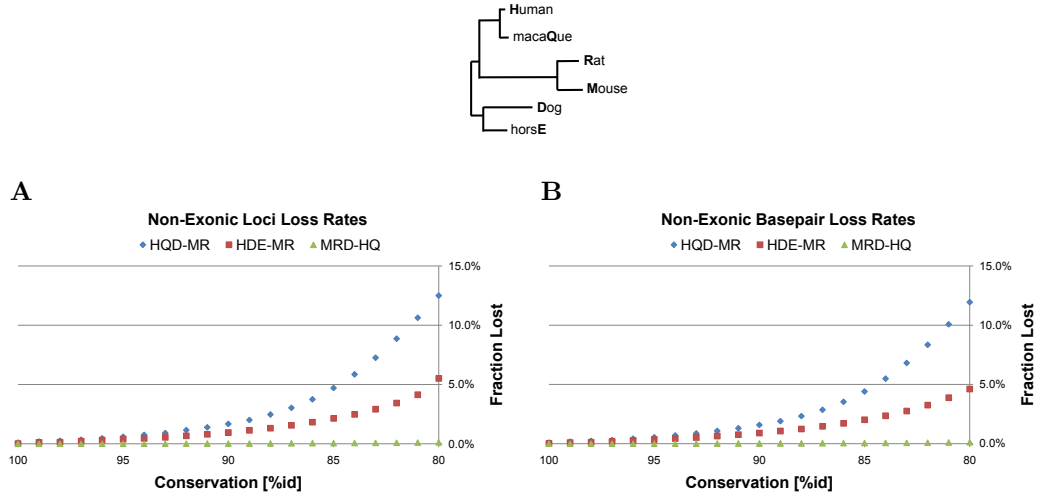 Human
macaQue
Rat
Mouse
Dog
horsE
A
Non-Exonic Loci Loss Rates
HQD-MR HDE-MR MRD-HQ
15.0%
10.0%
5.0%
0.0%
Fraction Lost
100 95 90 85 80
Conservation [%id]
B
Non-Exonic Basepair Loss Rates
HQD-MR HDE-MR MRD-HQ
15.0%
10.0%
5.0%
0.0%
Fraction Lost
100 95 90 85 80
Conservation [%id]